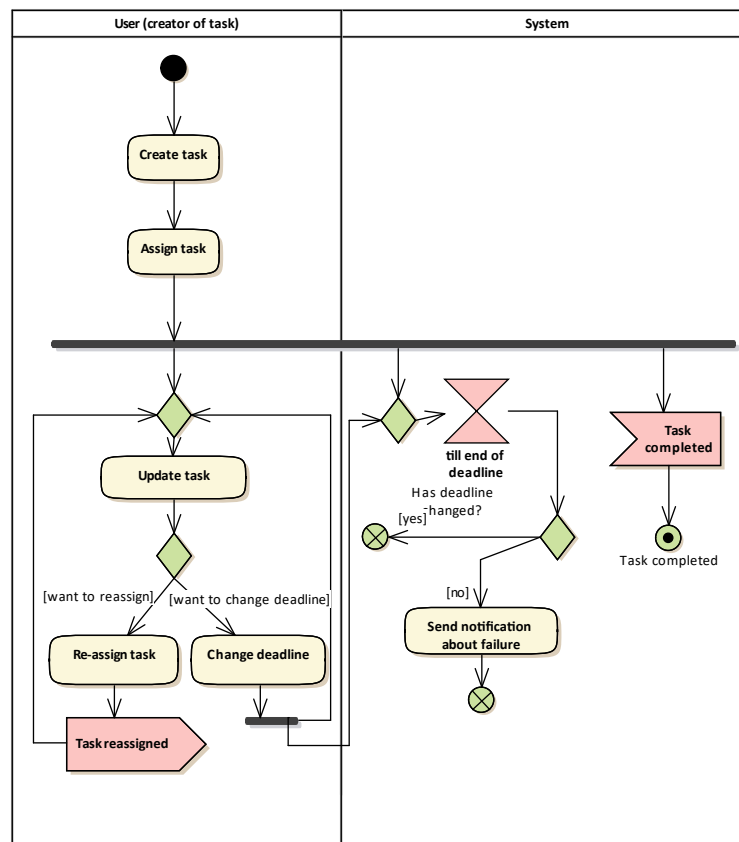 User (creator of task)
System
Create task
Assign task
Update task
[want to reassign]
[want to change deadline]
Re-assign task
Change deadline
Task reassigned
till end of
deadline
Has deadline
hanged?
[yes]
[no]
Send notification
about failure
Task
completed
Task completed